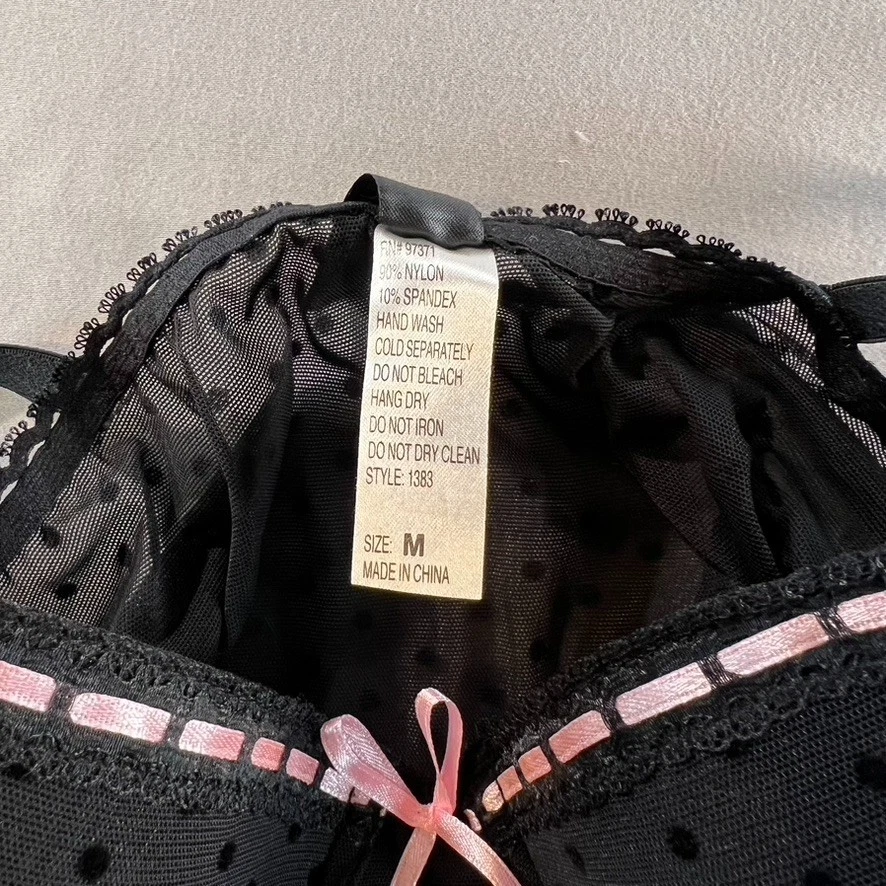 RN# 97371
90% NYLON
10% SPANDEX
HAND WASH
COLD SEPARATELY
DO NOT BLEACH
HANG DRY
DO NOT IRON
DO NOT DRY CLEAN
STYLE: 1383
SIZE: M
MADE IN CHINA